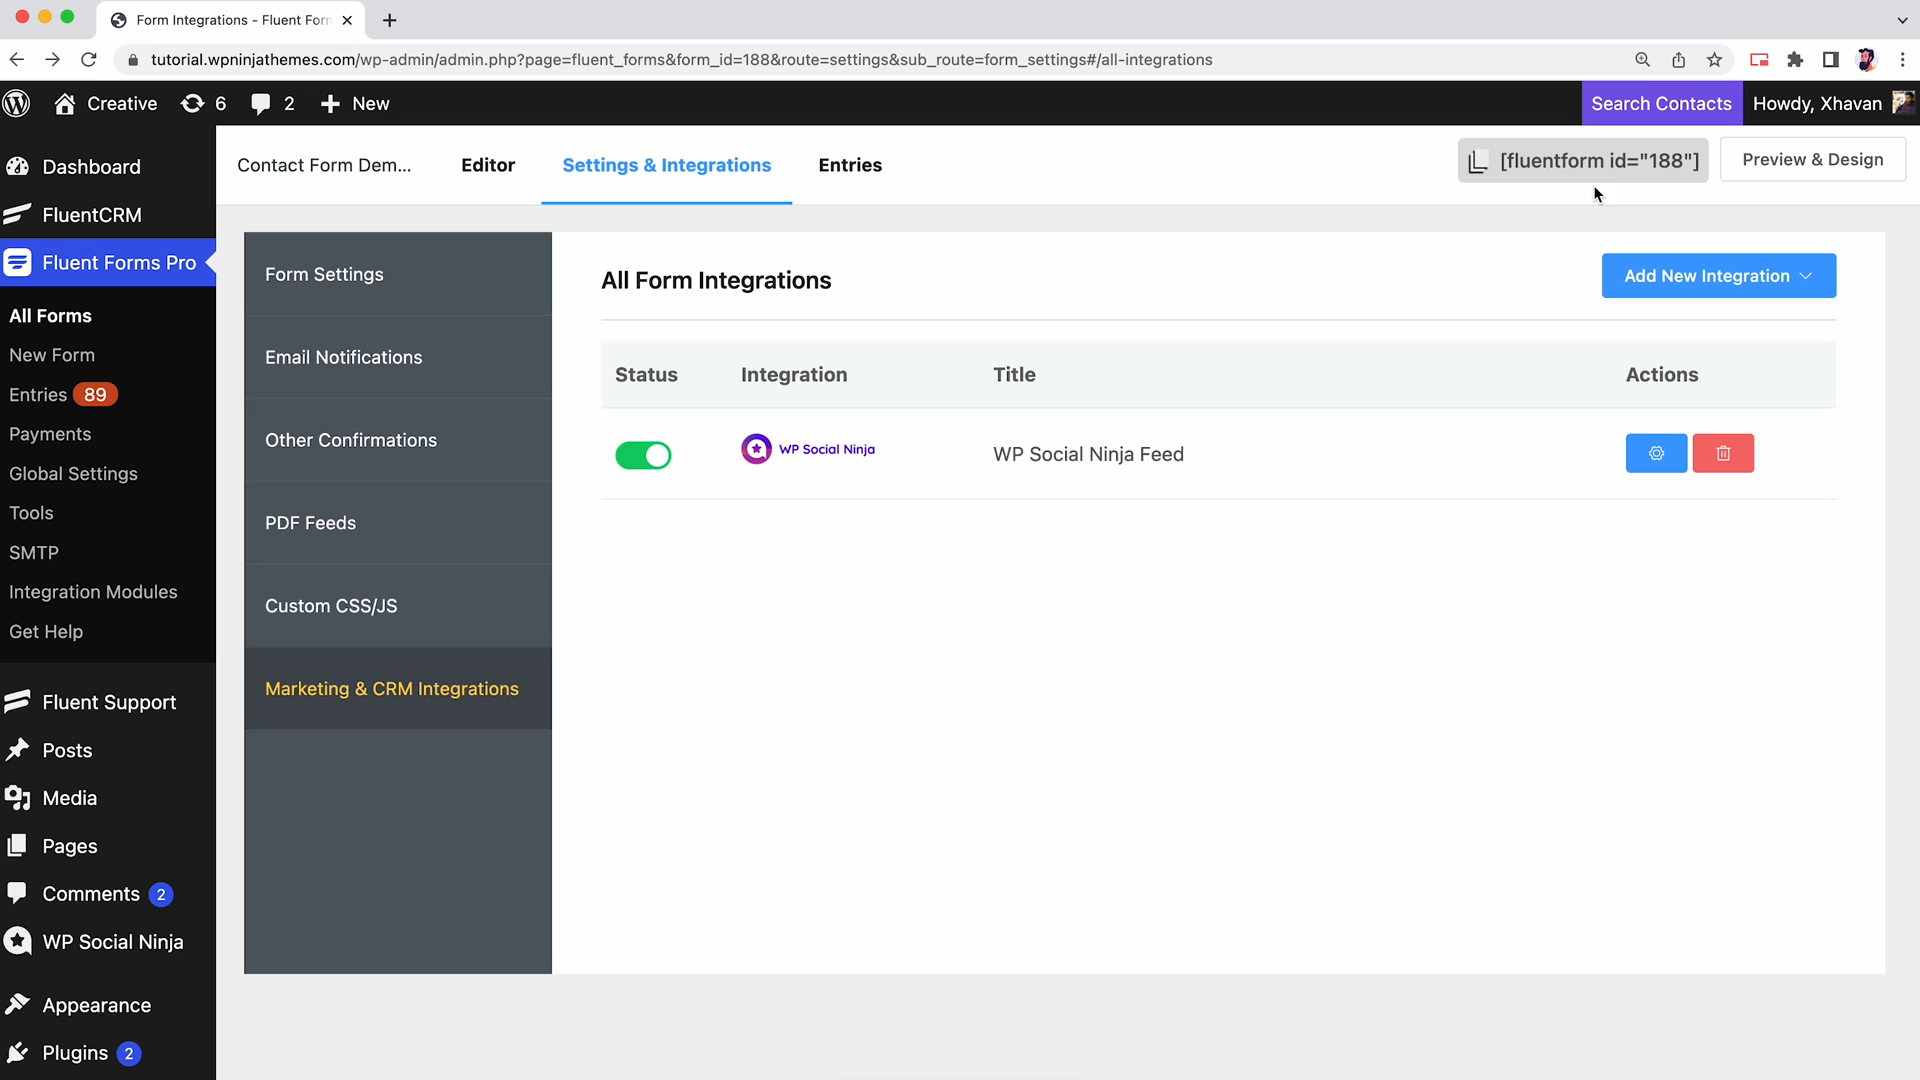 Form Integrations - Fluent Form
tutorial.wpninjathemes.com/wp-admin/admin.php?page=fluent_forms&form_id=188&route=settings&sub_route=form_settings#/all-integrations
Creative 6 2 New Search Contacts Howdy, Xhavan
Dashboard
FluentCRM
Fluent Forms Pro
All Forms
New Form
Entries 89
Payments
Global Settings
Tools
SMTP
Integration Modules
Get Help
Fluent Support
Posts
Media
Pages
Comments 2
WP Social Ninja
Appearance
Plugins 2
Contact Form Dem... Editor Settings & Integrations Entries [fluentform id="188"] Preview & Design
Form Settings
Email Notifications
Other Confirmations
PDF Feeds
Custom CSS/JS
Marketing & CRM Integrations
All Form Integrations Add New Integration
Status Integration Title Actions
WP Social Ninja WP Social Ninja Feed